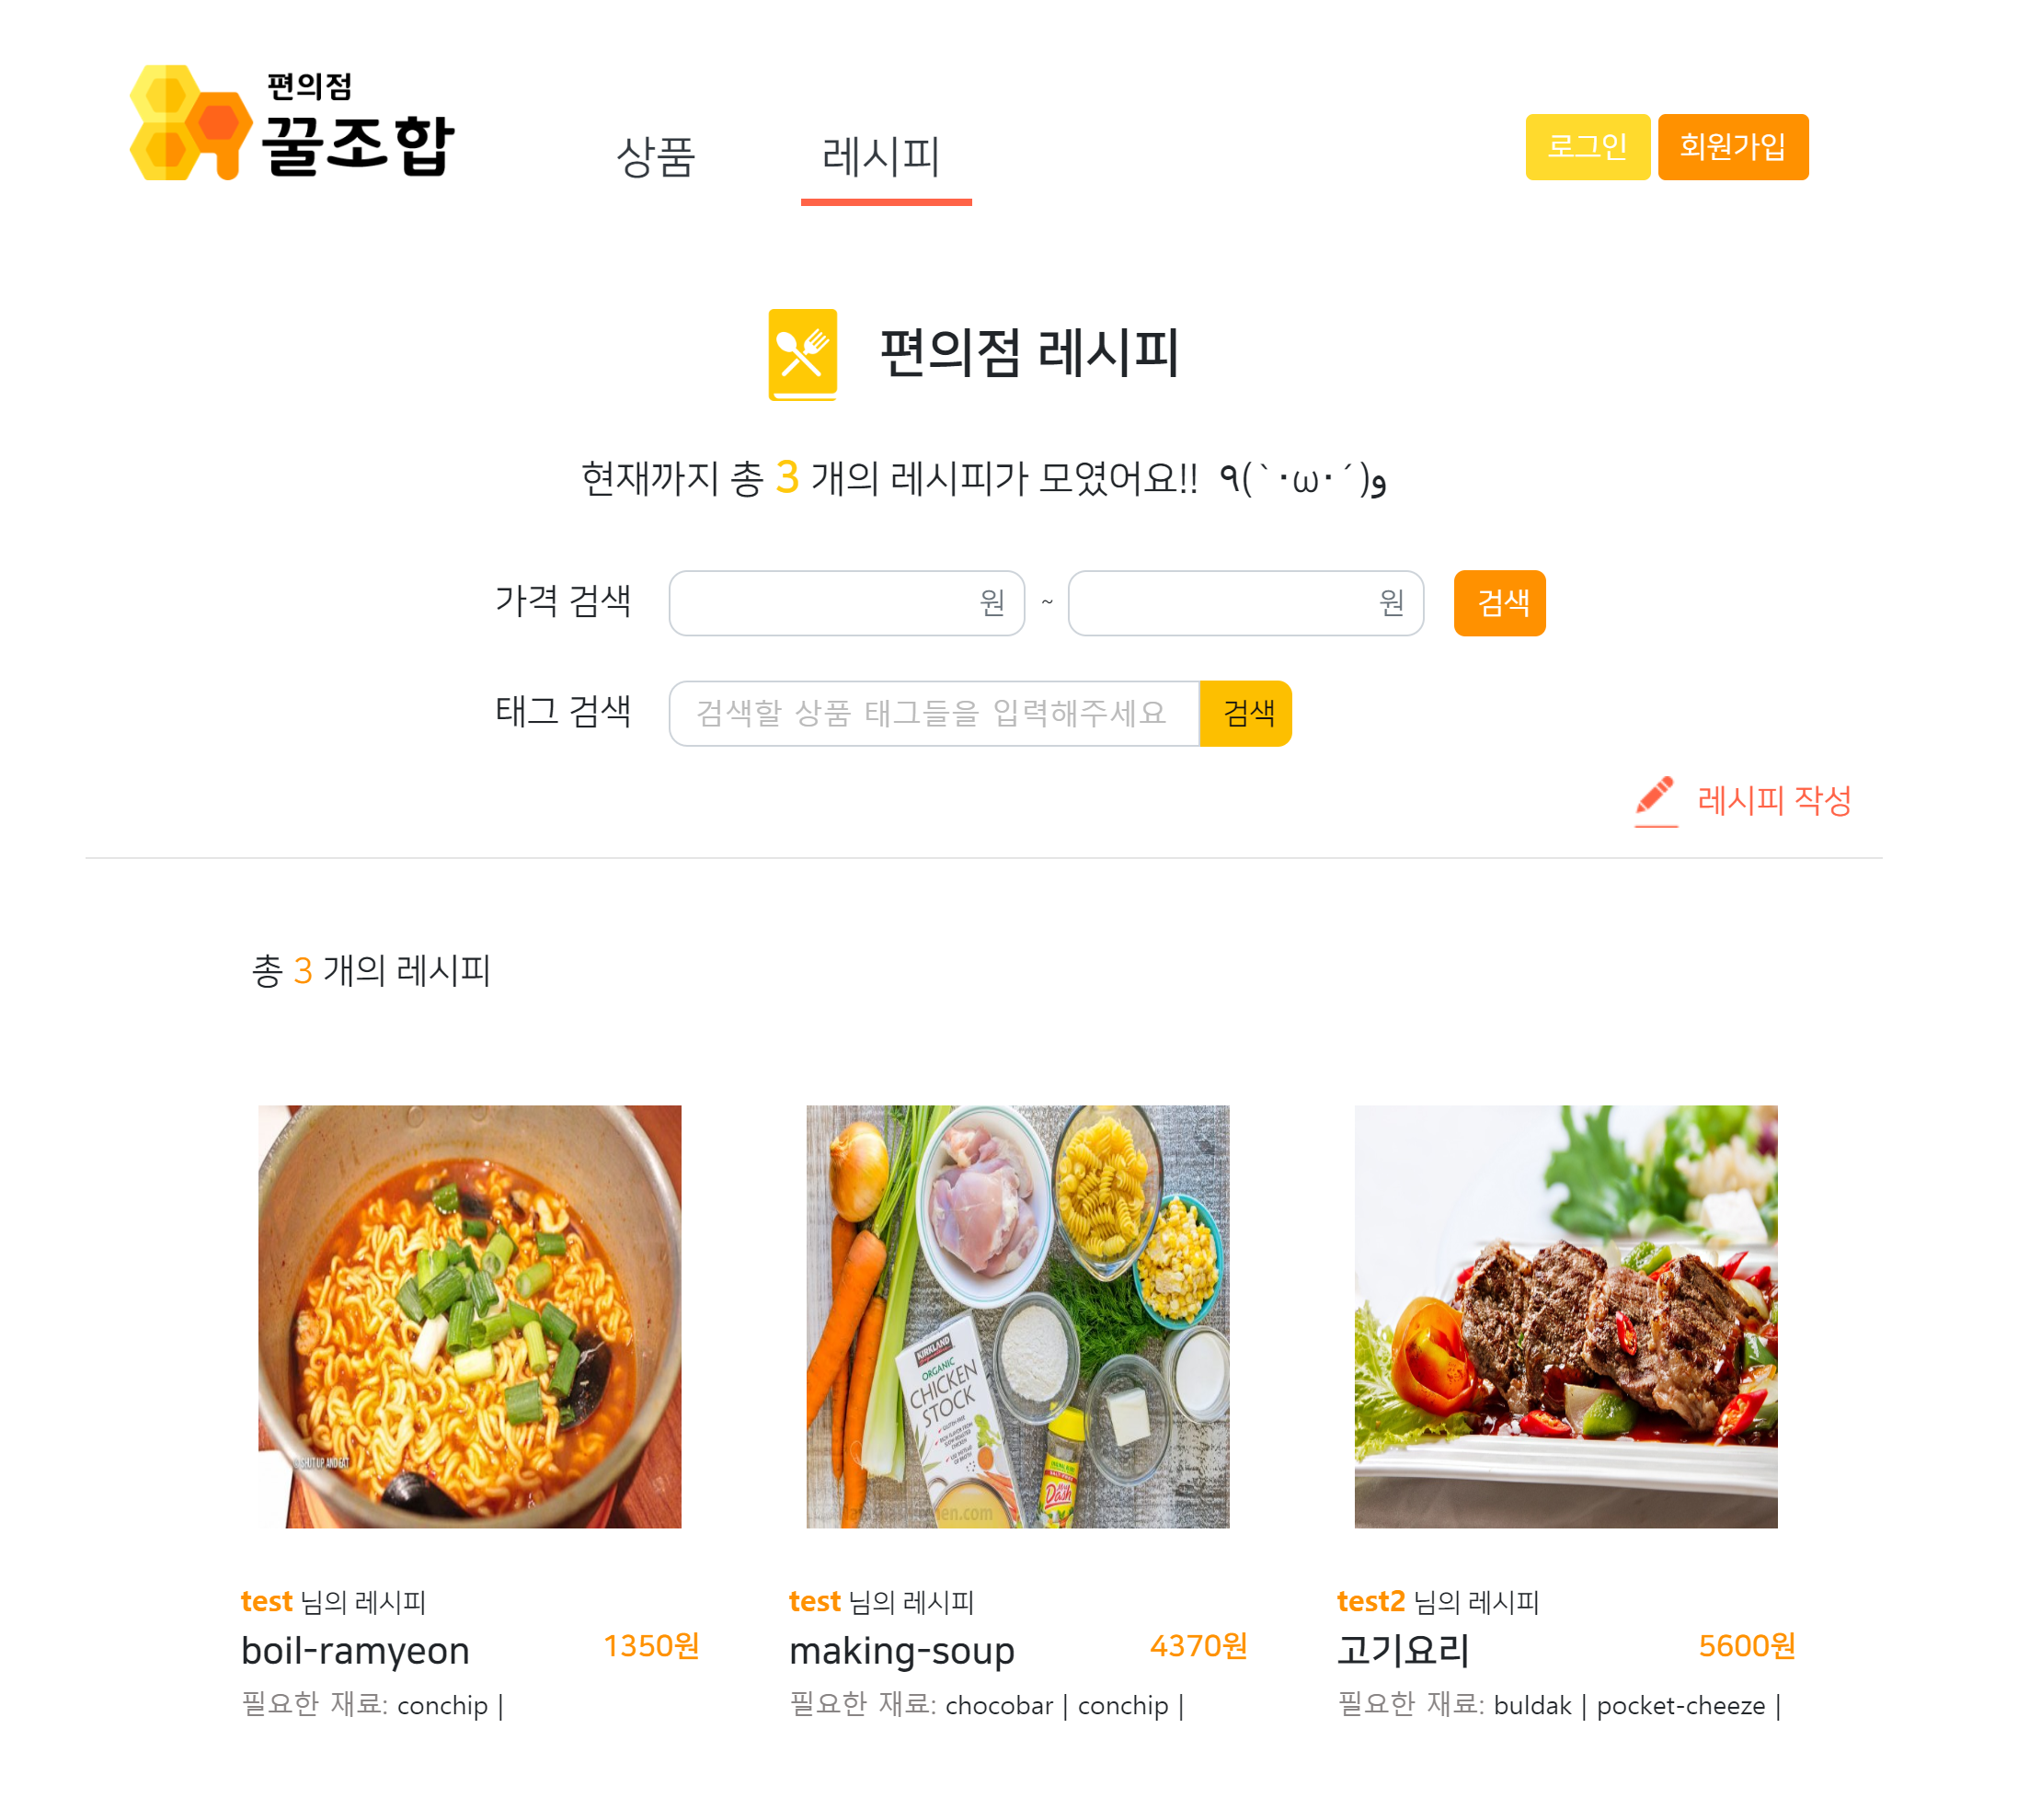 편의점
꿀조합
상품
레시피
로그인
회원가입
편의점 레시피
현재까지 총 3 개의 레시피가 모였어요!! ٩(`･ω･´)و
가격 검색
원
~
원
검색
태그 검색
검색할 상품 태그들을 입력해주세요
검색
레시피 작성
총 3 개의 레시피
SHUT UP AND EAT
KIRKLAND
ORGANIC
CHICKEN
STOCK
Dash
test 님의 레시피
boil-ramyeon
1350원
필요한 재료: conchip |
test 님의 레시피
making-soup
4370원
필요한 재료: chocobar | conchip |
test2 님의 레시피
고기요리
5600원
필요한 재료: buldak | pocket-cheeze |